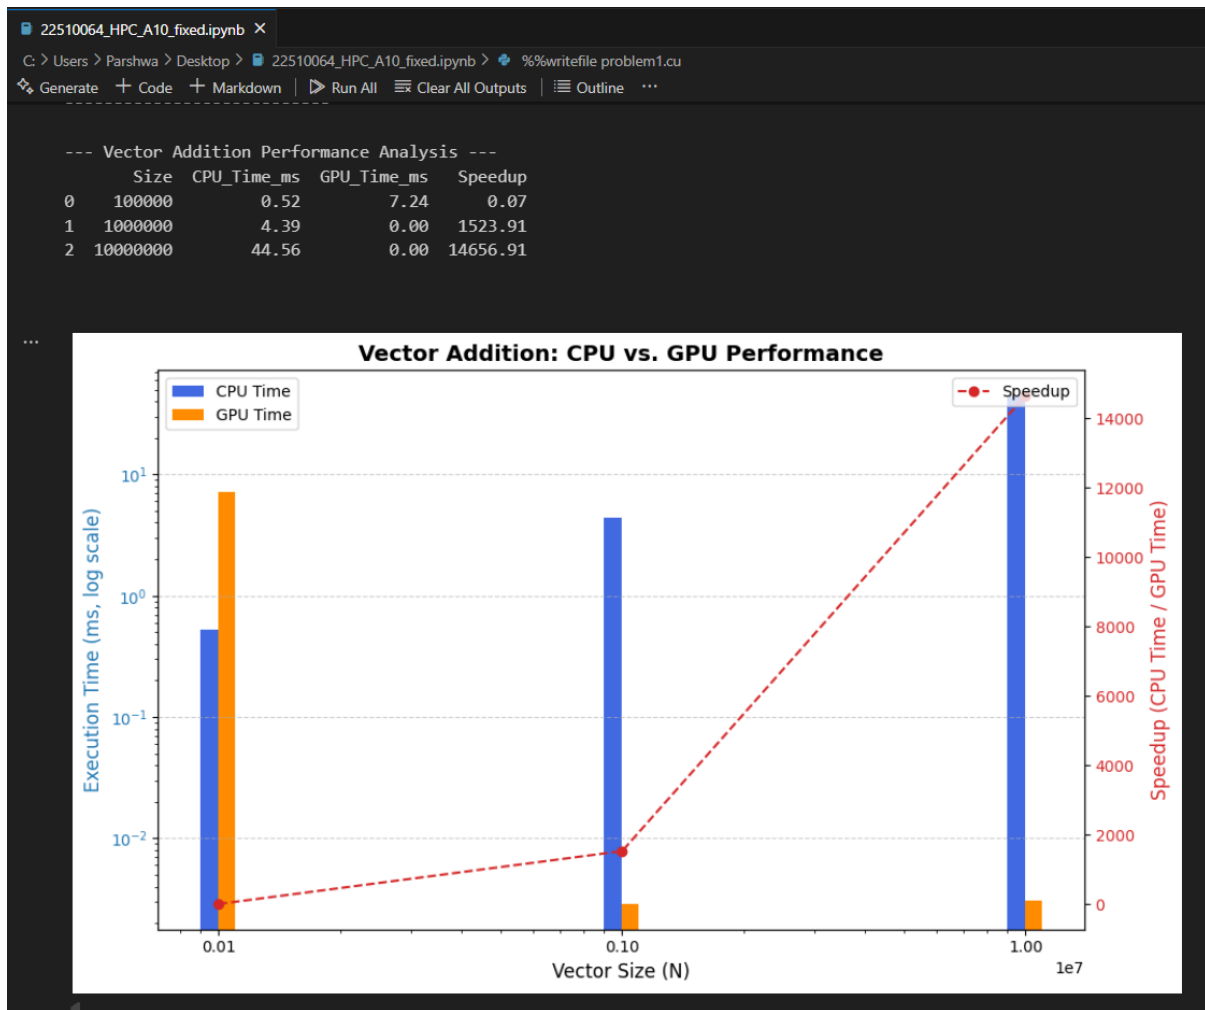 22510064_HPC_A10_fixed.ipynb ×
C: > Users > Parshwa > Desktop > 22510064_HPC_A10_fixed.ipynb > %%writefile problem1.cu
Generate + Code + Markdown | Run All Clear All Outputs | Outline ...
---------------------------
--- Vector Addition Performance Analysis ---
Size CPU_Time_ms GPU_Time_ms Speedup
0 100000 0.52 7.24 0.07
1 1000000 4.39 0.00 1523.91
2 10000000 44.56 0.00 14656.91
...
Vector Addition: CPU vs. GPU Performance
CPU Time
GPU Time
Speedup
Execution Time (ms, log scale)
10¹
10⁰
10⁻¹
10⁻²
14000
12000
10000
8000
6000
4000
2000
0
Speedup (CPU Time / GPU Time)
0.01 0.10 1.00
1e7
Vector Size (N)